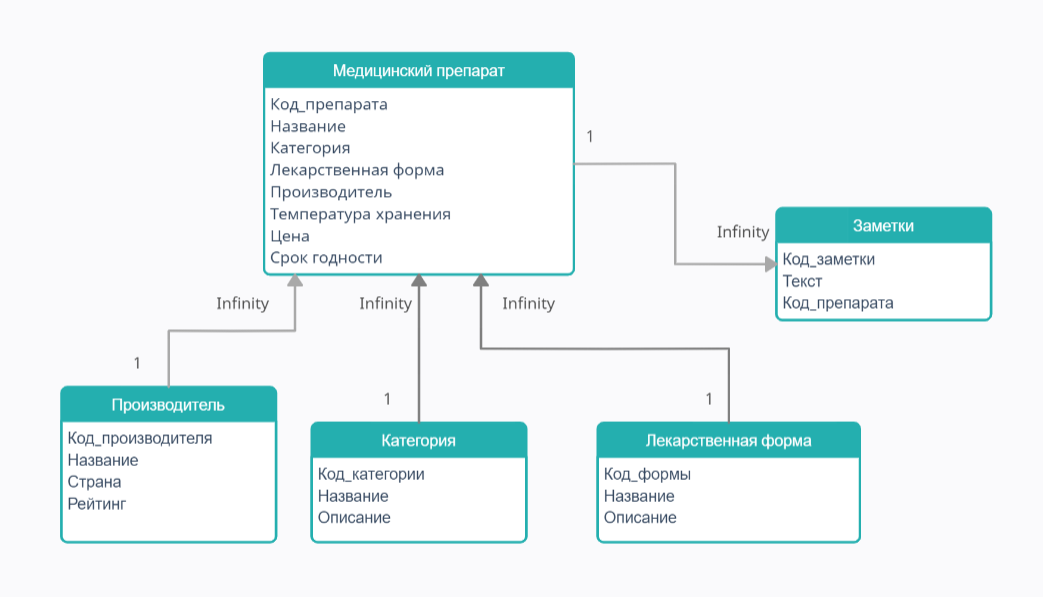 Медицинский препарат
Код_препарата
Название
Категория
Лекарственная форма
Производитель
Температура хранения
Цена
Срок годности
1
Infinity
Заметки
Код_заметки
Текст
Код_препарата
Infinity
Infinity
Infinity
1
1
1
Производитель
Код_производителя
Название
Страна
Рейтинг
Категория
Код_категории
Название
Описание
Лекарственная форма
Код_формы
Название
Описание